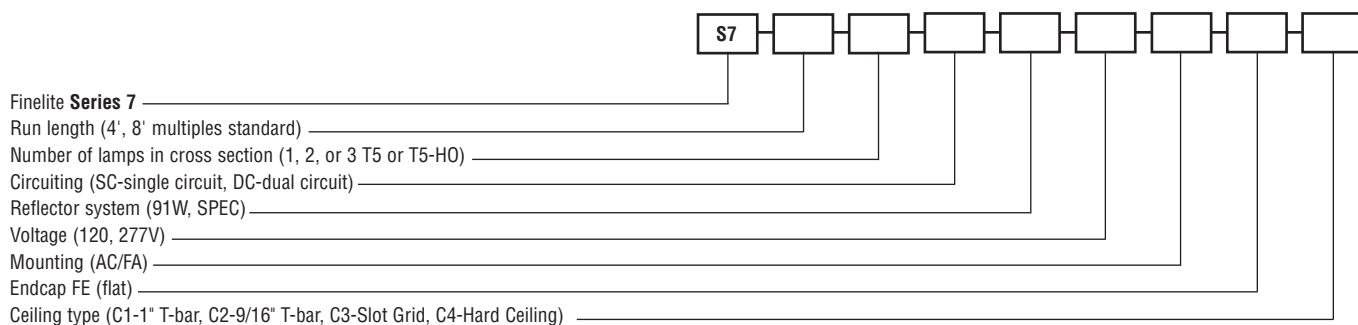 S7
Finelite Series 7
Run length (4', 8' multiples standard)
Number of lamps in cross section (1, 2, or 3 T5 or T5-HO)
Circuiting (SC-single circuit, DC-dual circuit)
Reflector system (91W, SPEC)
Voltage (120, 277V)
Mounting (AC/FA)
Endcap FE (flat)
Ceiling type (C1-1" T-bar, C2-9/16" T-bar, C3-Slot Grid, C4-Hard Ceiling)